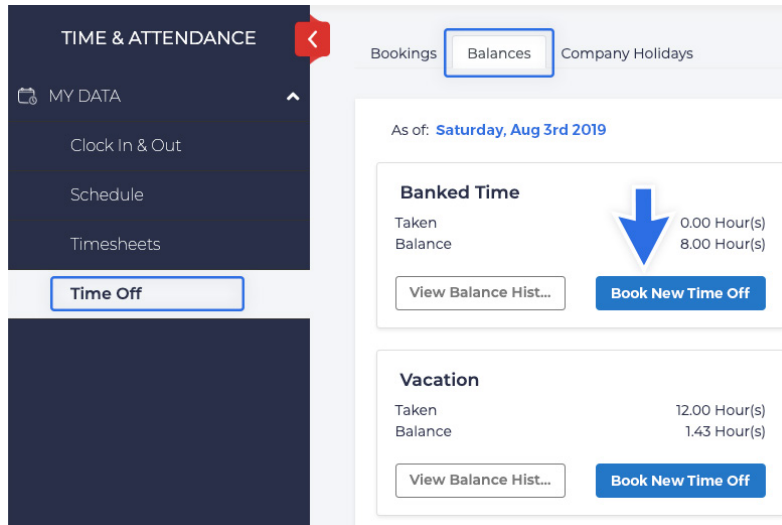 TIME & ATTENDANCE
MY DATA
Clock In & Out
Schedule
Timesheets
Time Off
Bookings Balances Company Holidays
As of: Saturday, Aug 3rd 2019
Banked Time
Taken 0.00 Hour(s)
Balance 8.00 Hour(s)
View Balance Hist... Book New Time Off
Vacation
Taken 12.00 Hour(s)
Balance 1.43 Hour(s)
View Balance Hist... Book New Time Off